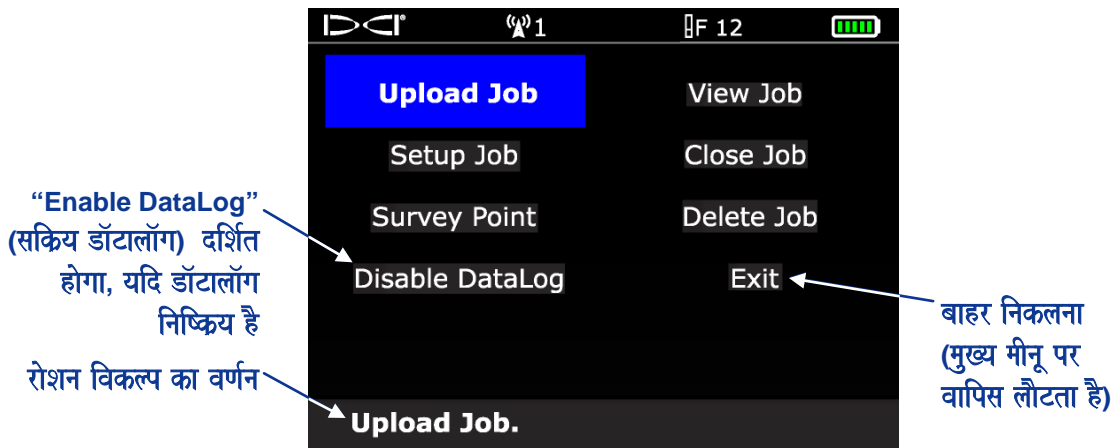 DCI 1 F 12
Upload Job View Job
Setup Job Close Job
Survey Point Delete Job
Disable DataLog Exit
Upload Job.
“Enable DataLog”
(सक्रिय डॉटालॉग) दर्शित
होगा, यदि डॉटालॉग
निष्क्रिय है
रोशन विकल्प का वर्णन
बाहर निकलना
(मुख्य मीनू पर
वापिस लौटता है)